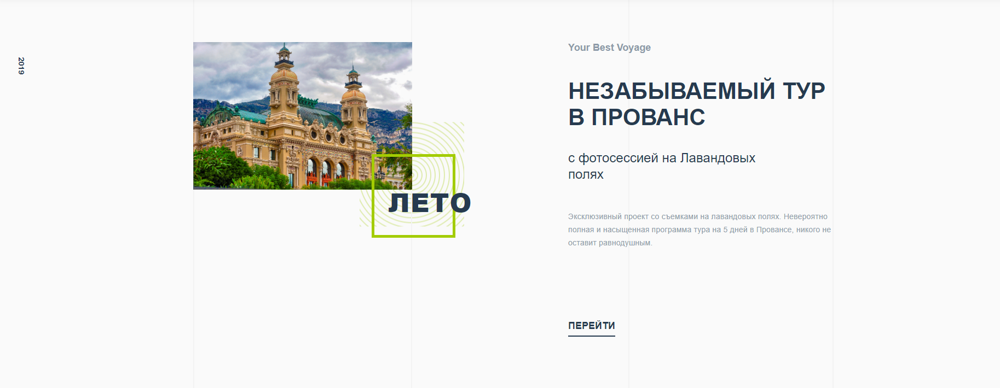 2019
Your Best Voyage
НЕЗАБЫВАЕМЫЙ ТУР
В ПРОВАНС
с фотосессией на Лавандовых
полях
ЛЕТО
Эксклюзивный проект со съемками на лавандовых полях. Невероятно
полная и насыщенная программа тура на 5 дней в Провансе, никого не
оставит равнодушным.
ПЕРЕЙТИ